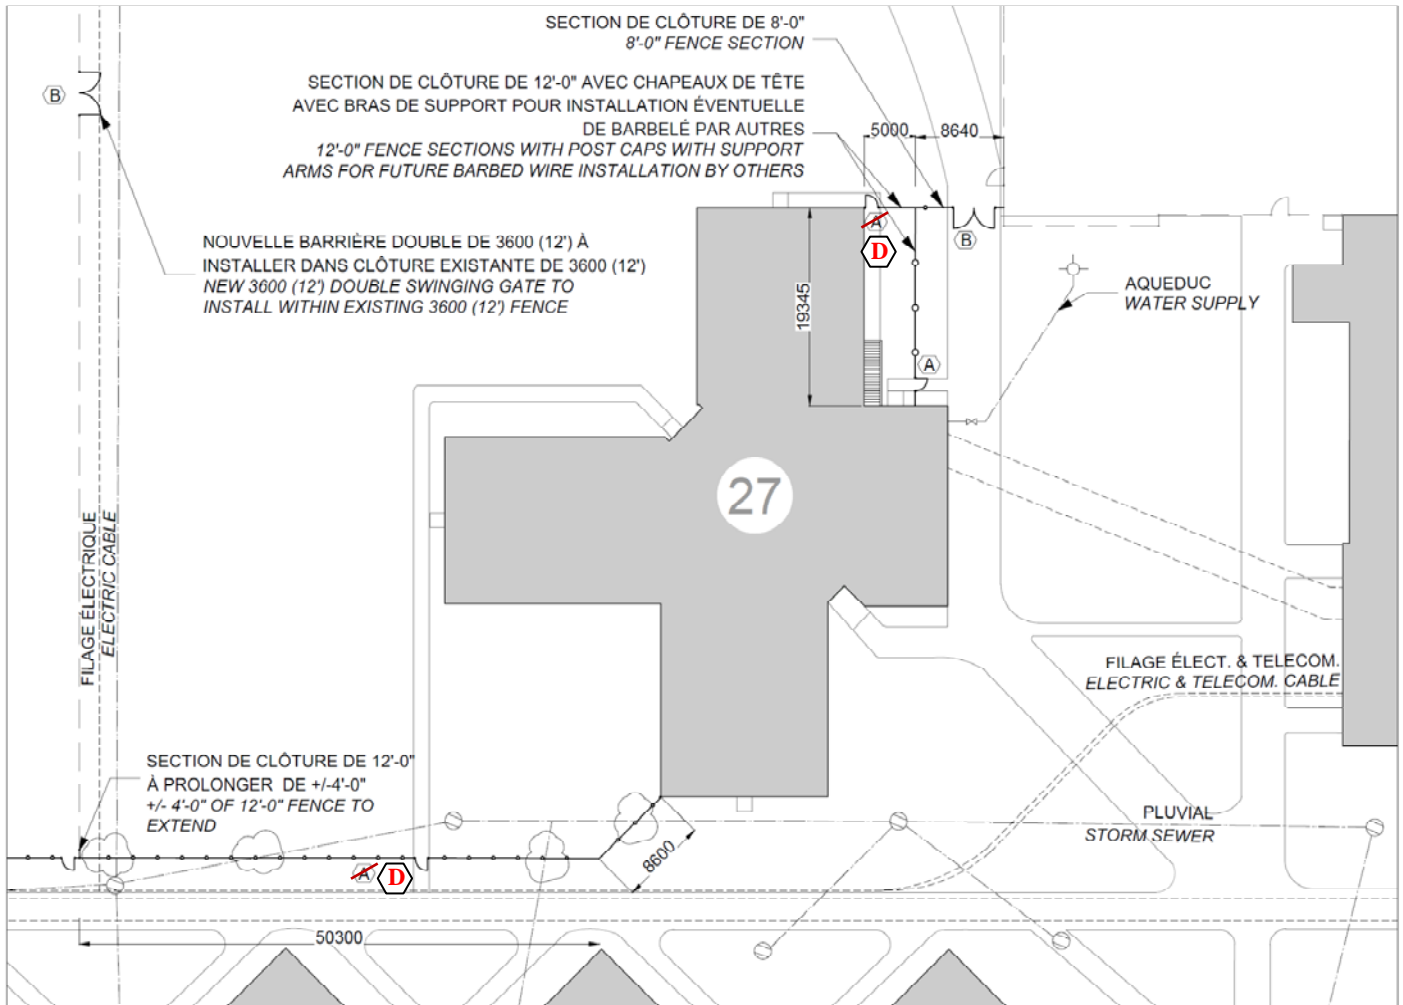 SECTION DE CLÔTURE DE 8'-0"
8'-0" FENCE SECTION
SECTION DE CLÔTURE DE 12'-0" AVEC CHAPEAUX DE TÊTE
AVEC BRAS DE SUPPORT POUR INSTALLATION ÉVENTUELLE
DE BARBELÉ PAR AUTRES
12'-0" FENCE SECTIONS WITH POST CAPS WITH SUPPORT
ARMS FOR FUTURE BARBED WIRE INSTALLATION BY OTHERS
B
5000
8640
NOUVELLE BARRIÈRE DOUBLE DE 3600 (12') À
INSTALLER DANS CLÔTURE EXISTANTE DE 3600 (12')
NEW 3600 (12') DOUBLE SWINGING GATE TO
INSTALL WITHIN EXISTING 3600 (12') FENCE
A
D
B
19345
AQUEDUC
WATER SUPPLY
A
27
FILAGE ÉLECTRIQUE
ELECTRIC CABLE
FILAGE ÉLECT. & TELECOM.
ELECTRIC & TELECOM. CABLE
SECTION DE CLÔTURE DE 12'-0"
À PROLONGER DE +/-4'-0"
+/- 4'-0" OF 12'-0" FENCE TO
EXTEND
PLUVIAL
STORM SEWER
8600
A
D
50300